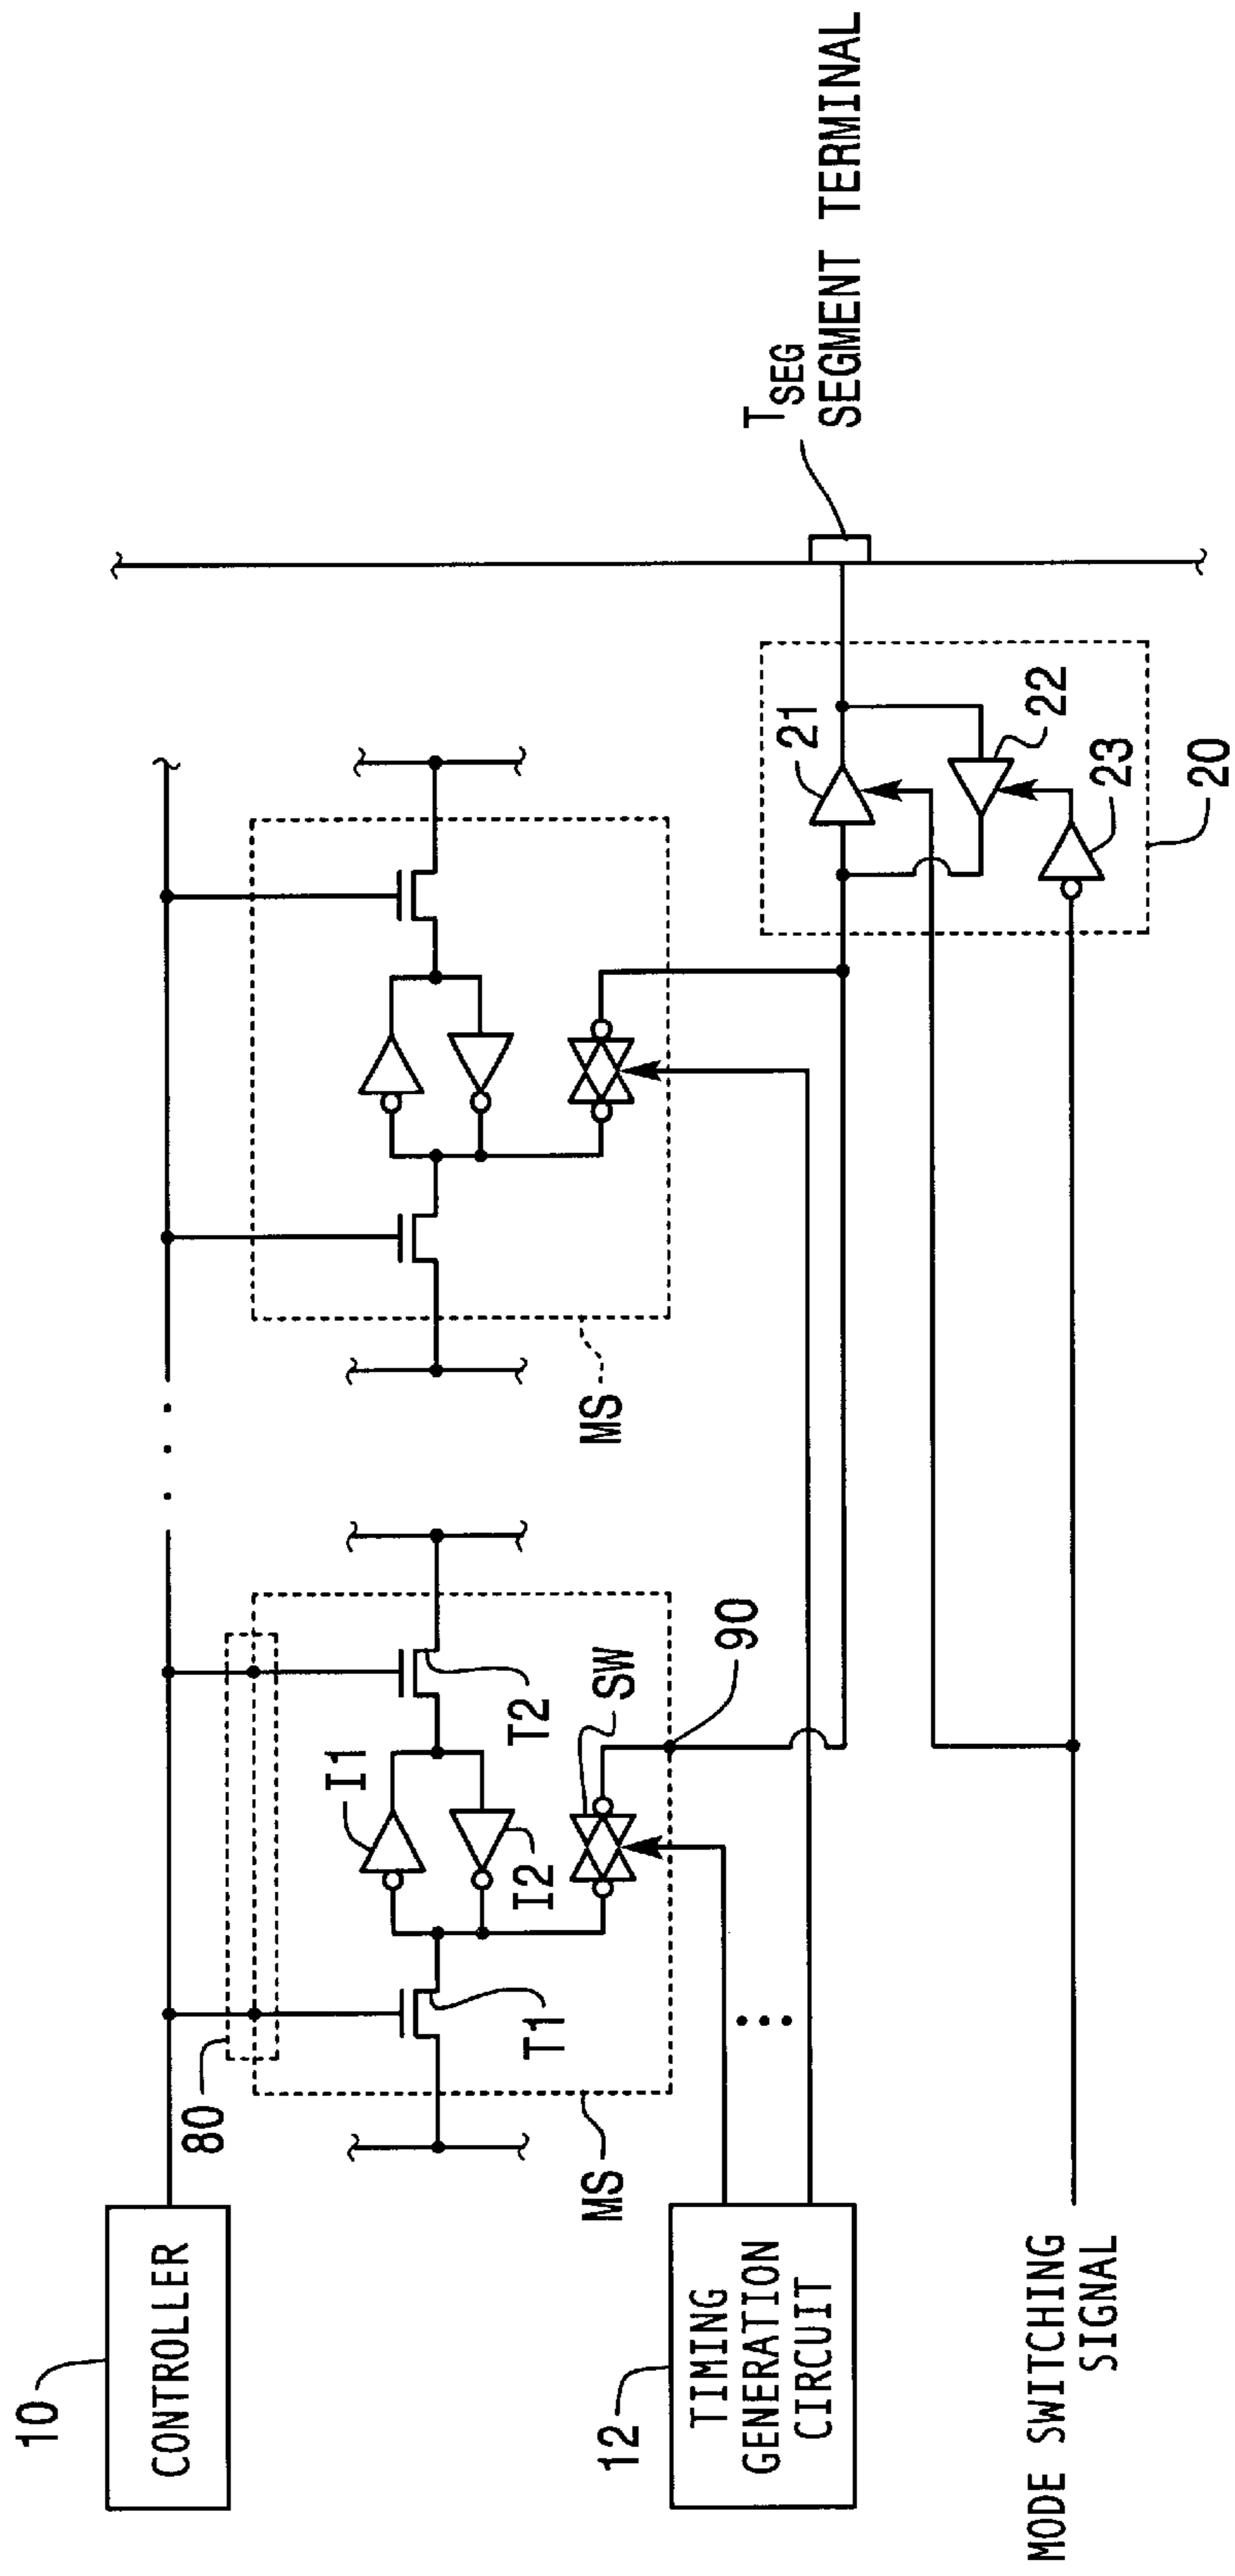 10
CONTROLLER
80
I1
T2
I2
T1
SW
90
MS
MS
12
TIMING
GENERATION
CIRCUIT
MODE SWITCHING
SIGNAL
21
22
23
20
TSEG
SEGMENT TERMINAL